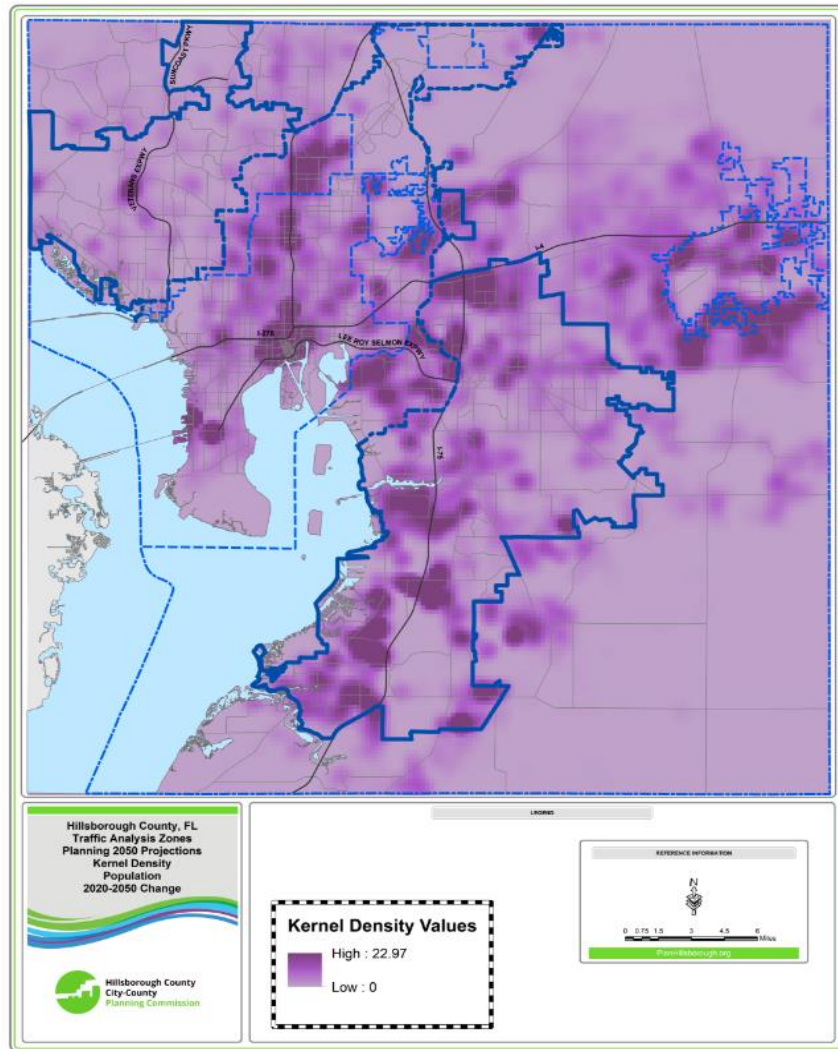 SUNCOAST PKWY
VETERANS EXPWY
I-4
I-275
LEE ROY SELMON EXPWY
I-75
Hillsborough County, FL
Traffic Analysis Zones
Planning 2050 Projections
Kernel Density
Population
2020-2050 Change
Hillsborough County
City-County
Planning Commission
LEGEND
Kernel Density Values
High : 22.97
Low : 0
REFERENCE INFORMATION
N
0 0.75 1.5 3 4.5 6
Miles
PlanHillsborough.org